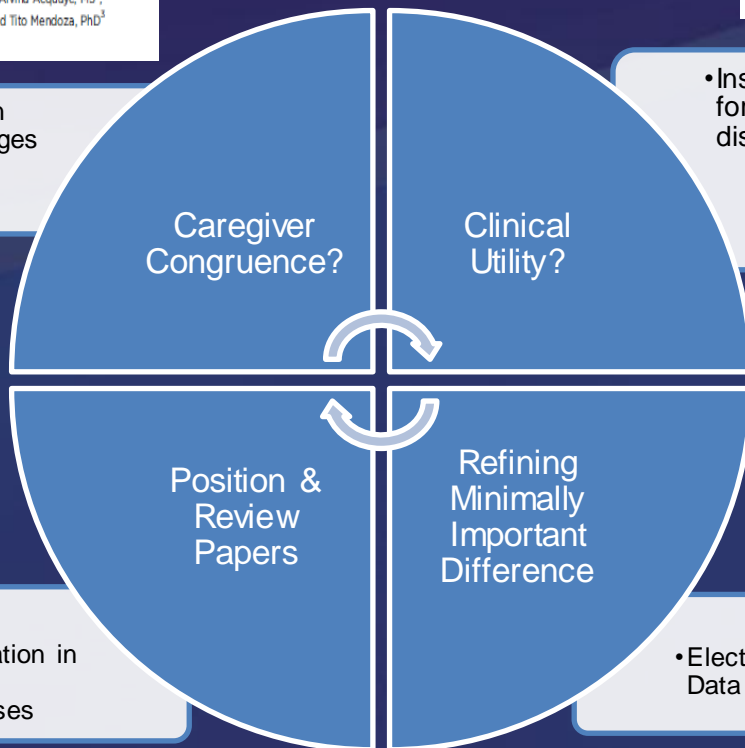 d Tito Mendoza, PhD³
•Ins
for
dis
ges
Caregiver
Congruence?
Clinical
Utility?
Position &
Review
Papers
Refining
Minimally
Important
Difference
ation in
ses
•Elect
Data